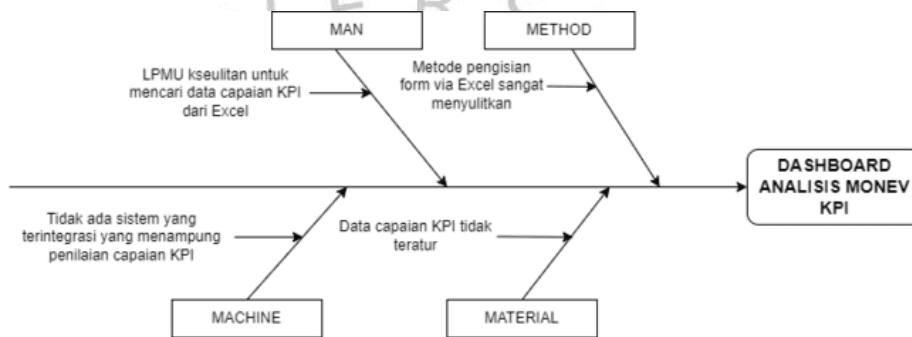 MAN
METHOD
LPMU kseulitan untuk
mencari data capaian KPI
dari Excel
Metode pengisian
form via Excel sangat
menyulitkan
DASHBOARD
ANALISIS MONEV
KPI
Tidak ada sistem yang
terintegrasi yang menampung
penilaian capaian KPI
Data capaian KPI tidak
teratur
MACHINE
MATERIAL